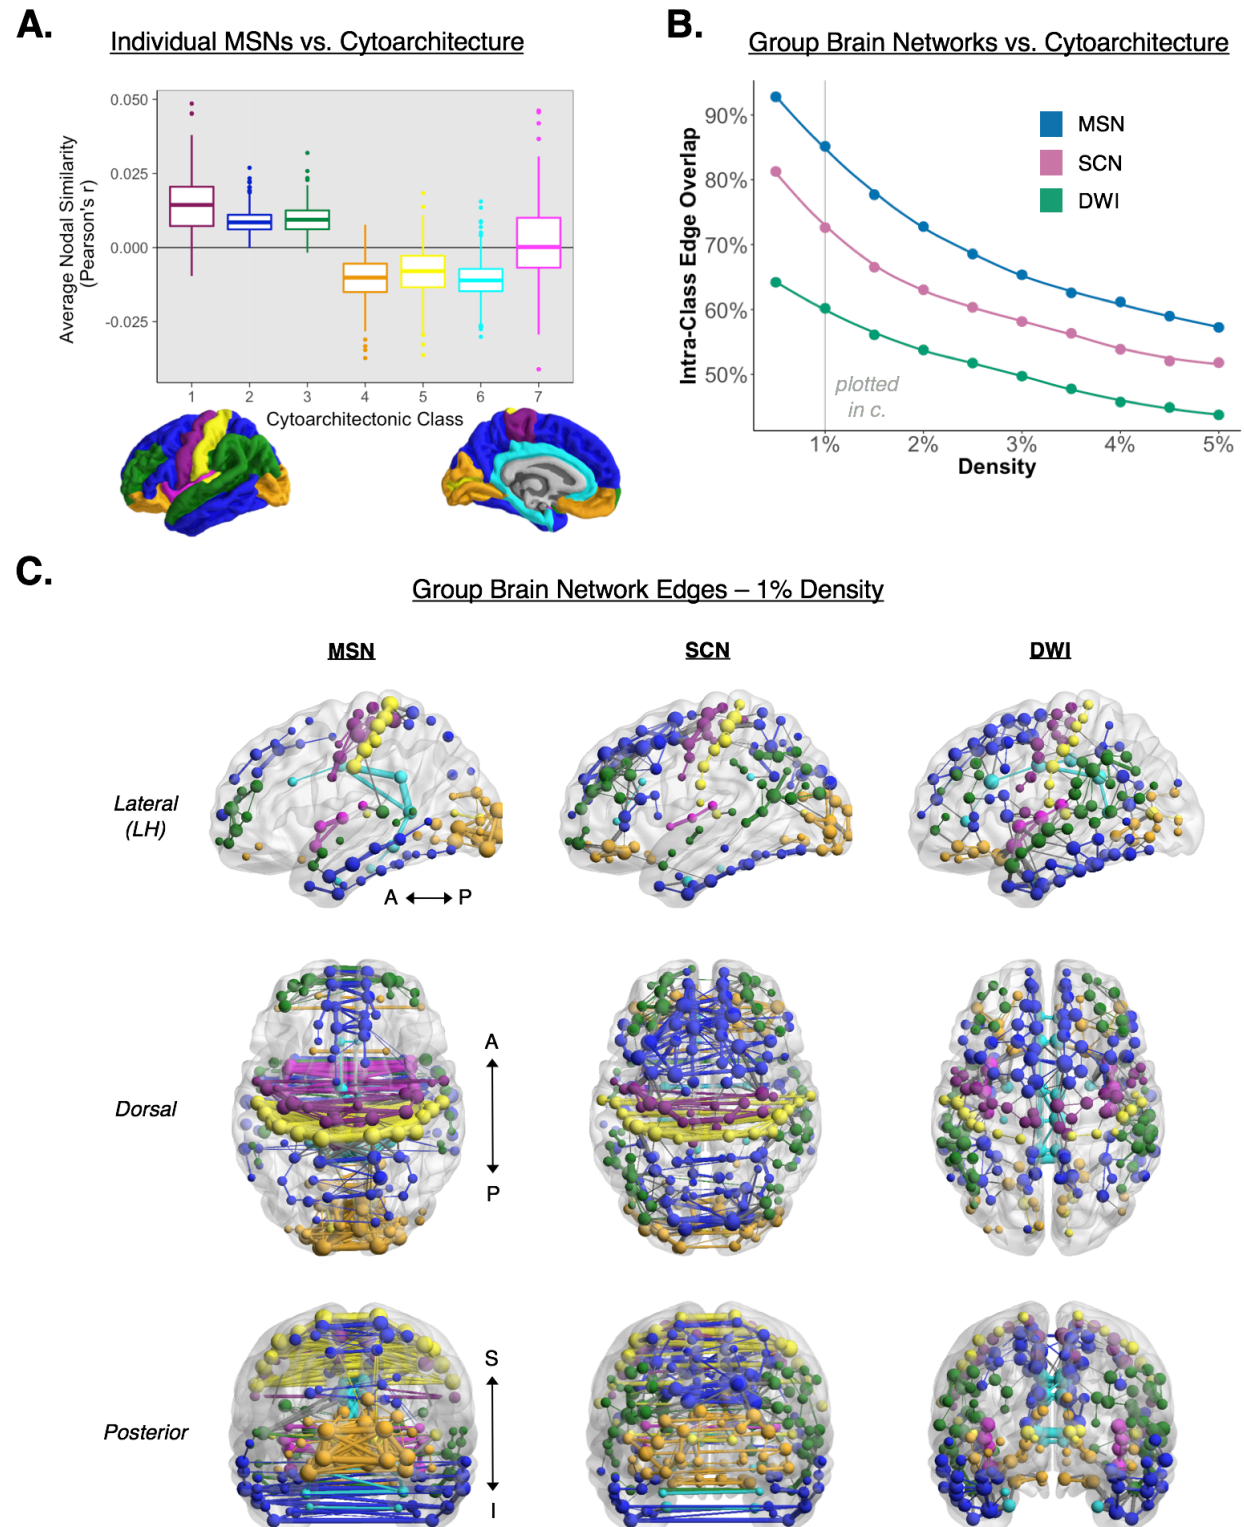 A.
Individual MSNs vs. Cytoarchitecture
0.050
0.025
0.000
-0.025
Average Nodal Similarity
(Pearson's r)
1 2 3 4 5 6 7
Cytoarchitectonic Class
B.
Group Brain Networks vs. Cytoarchitecture
90%
80%
70%
60%
50%
Intra-Class Edge Overlap
MSN
SCN
DWI
plotted
in c.
1% 2% 3% 4% 5%
Density
C.
Group Brain Network Edges – 1% Density
MSN SCN DWI
Lateral
(LH)
A P
Dorsal
A
P
Posterior
S
I